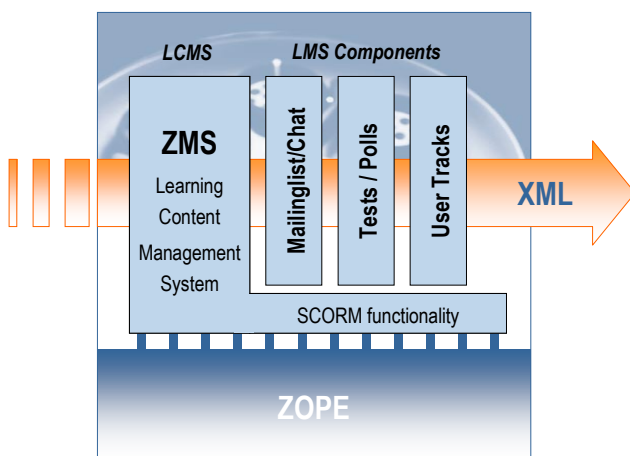 LCMS
LMS Components
ZMS
Learning
Content
Management
System
Mailinglist/Chat
Tests / Polls
User Tracks
XML
SCORM functionality
ZOPE